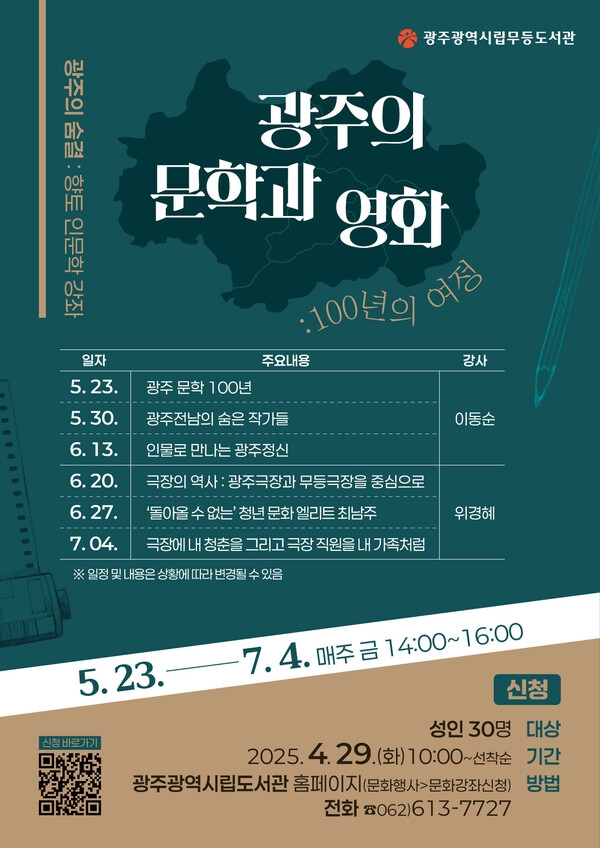 광주광역시립무등도서관
광주의 숨결 : 향토 인문학 강좌
광주의
문학과 영화
:100년의 여정
일자 주요내용 강사
5. 23. 광주 문학 100년
5. 30. 광주전남의 숨은 작가들 이동순
6. 13. 인물로 만나는 광주정신
6. 20. 극장의 역사 : 광주극장과 무등극장을 중심으로
6. 27. '돌아올 수 없는' 청년 문화 엘리트 최남주 위경혜
7. 04. 극장에 내 청춘을 그리고 극장 직원을 내 가족처럼
※ 일정 및 내용은 상황에 따라 변경될 수 있음
5. 23. 7. 4. 매주 금 14:00~16:00
신청
성인 30명 대상
2025. 4. 29.(화)10:00~선착순 기간
광주광역시립도서관 홈페이지(문화행사>문화강좌신청) 방법
전화 ☎062)613-7727
신청 바로가기